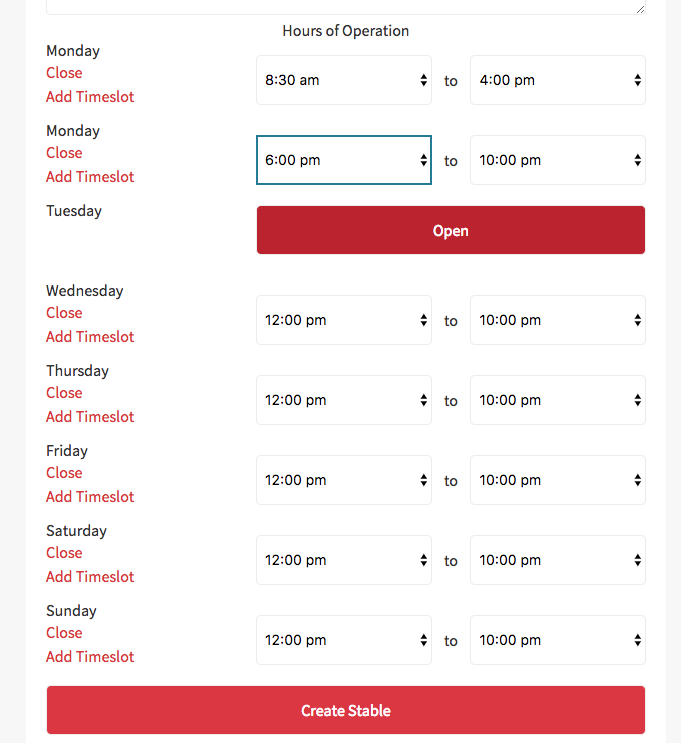 Hours of Operation
Monday
Close
Add Timeslot
8:30 am to 4:00 pm
Monday
Close
Add Timeslot
6:00 pm to 10:00 pm
Tuesday
Open
Wednesday
Close
Add Timeslot
12:00 pm to 10:00 pm
Thursday
Close
Add Timeslot
12:00 pm to 10:00 pm
Friday
Close
Add Timeslot
12:00 pm to 10:00 pm
Saturday
Close
Add Timeslot
12:00 pm to 10:00 pm
Sunday
Close
Add Timeslot
12:00 pm to 10:00 pm
Create Stable